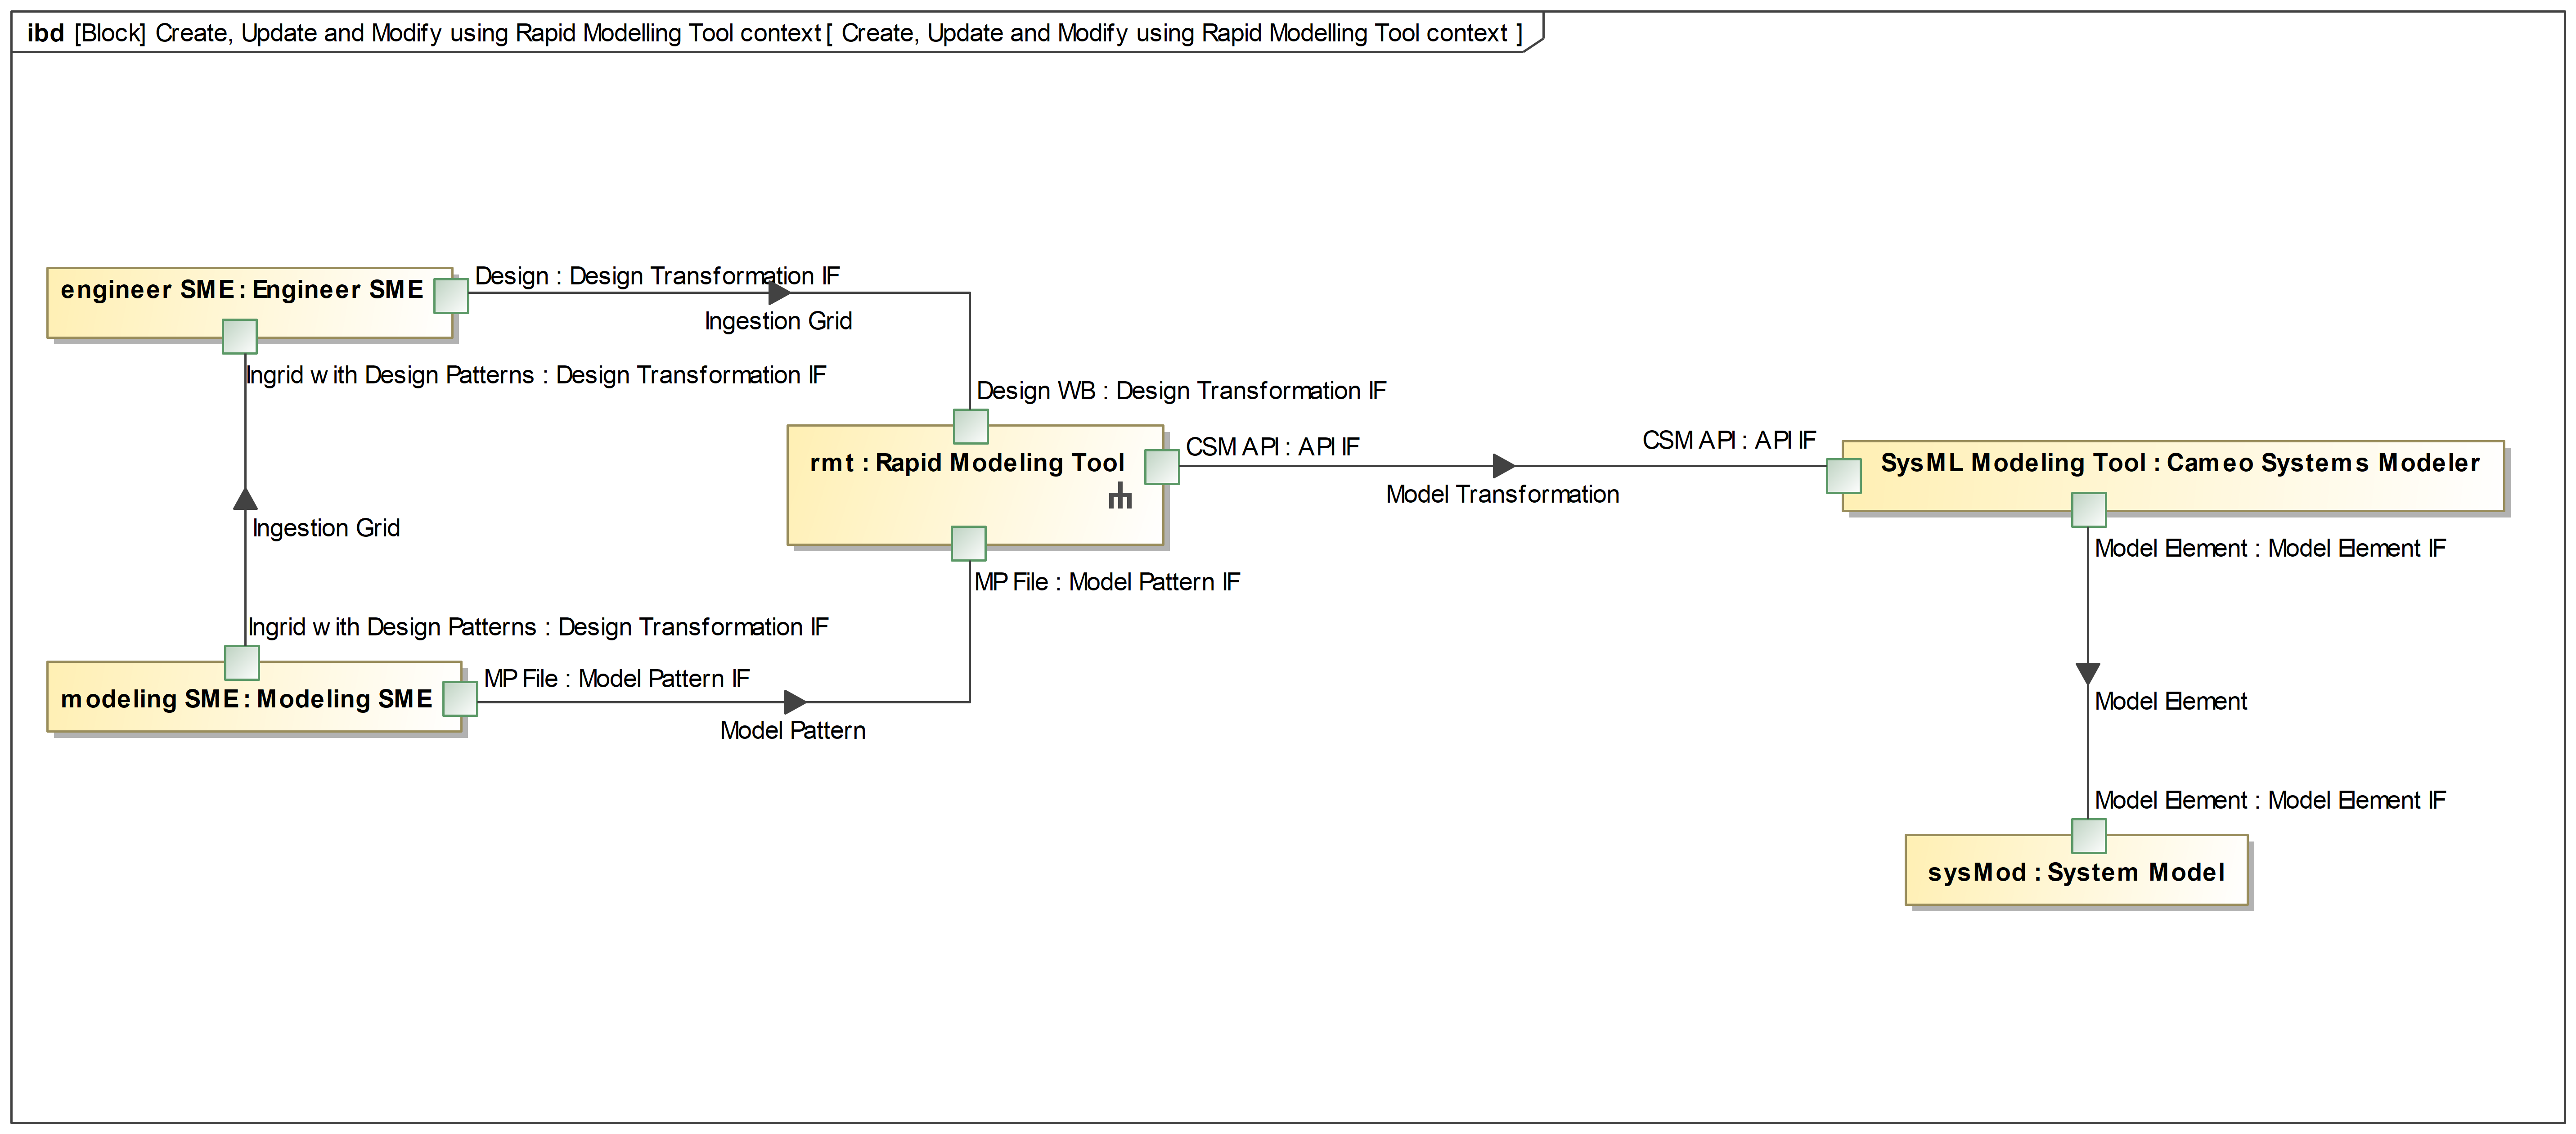 ibd [Block] Create, Update and Modify using Rapid Modelling Tool context [ Create, Update and Modify using Rapid Modelling Tool context ]
engineer SME : Engineer SME
Design : Design Transformation IF
Ingestion Grid
Ingrid with Design Patterns : Design Transformation IF
Design WB : Design Transformation IF
rmt : Rapid Modeling Tool
CSM API : API IF
Model Transformation
CSM API : API IF
SysML Modeling Tool : Cameo Systems Modeler
Ingestion Grid
Model Element : Model Element IF
MP File : Model Pattern IF
Ingrid with Design Patterns : Design Transformation IF
modeling SME : Modeling SME
MP File : Model Pattern IF
Model Pattern
Model Element
Model Element : Model Element IF
sysMod : System Model